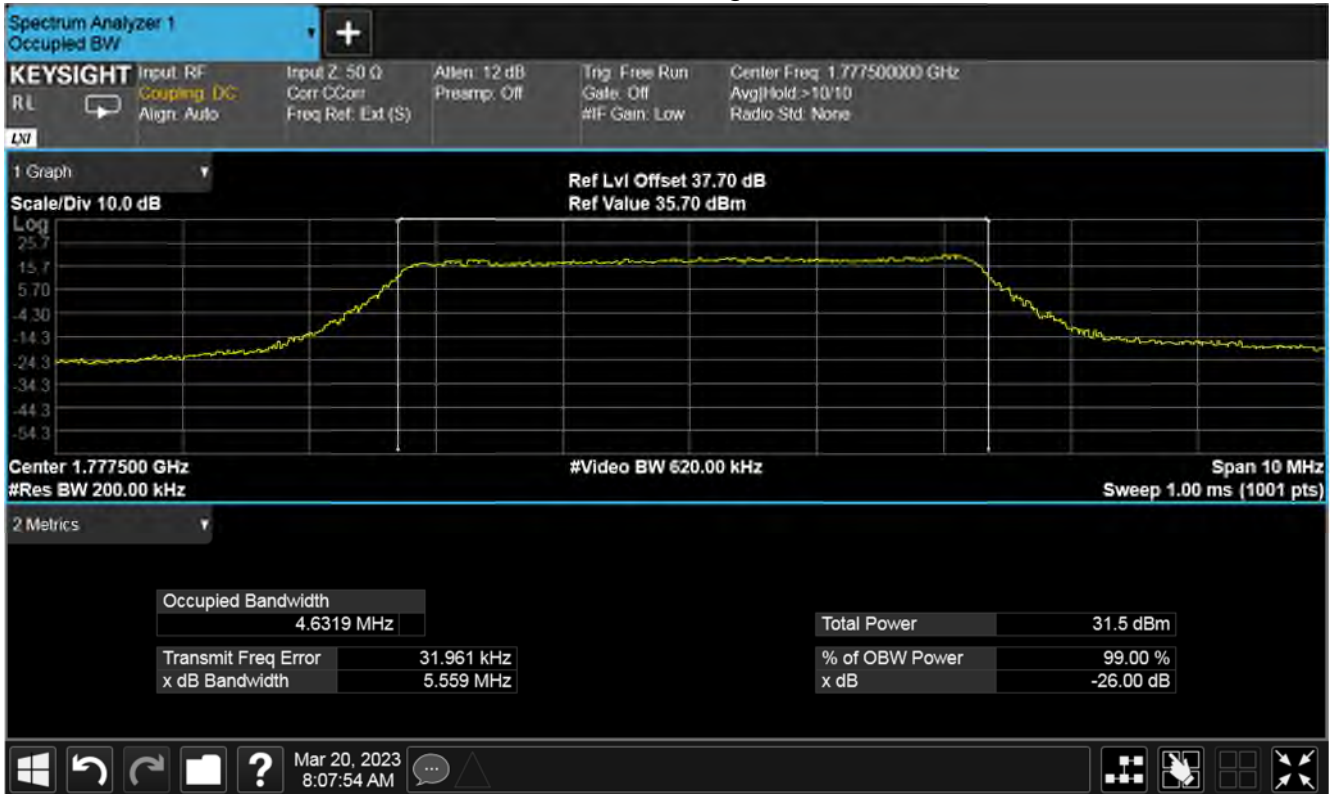 Spectrum Analyzer 1
Occupied BW
+
KEYSIGHT
RL
LXI
Input: RF
Coupling: DC
Align: Auto
Input Z: 50 Ω
Corr CCorr
Freq Ref: Ext (S)
Atten: 12 dB
Preamp: Off
Trig: Free Run
Gate: Off
#IF Gain: Low
Center Freq: 1.777500000 GHz
Avg|Hold:>10/10
Radio Std: None
1 Graph
Scale/Div 10.0 dB
Ref Lvl Offset 37.70 dB
Ref Value 35.70 dBm
Log
25.7
15.7
5.70
-4.30
-14.3
-24.3
-34.3
-44.3
-54.3
Center 1.777500 GHz
#Res BW 200.00 kHz
#Video BW 620.00 kHz
Span 10 MHz
Sweep 1.00 ms (1001 pts)
2 Metrics
Occupied Bandwidth
4.6319 MHz
Transmit Freq Error 31.961 kHz
x dB Bandwidth 5.559 MHz
Total Power 31.5 dBm
% of OBW Power 99.00 %
x dB -26.00 dB
?
Mar 20, 2023
8:07:54 AM